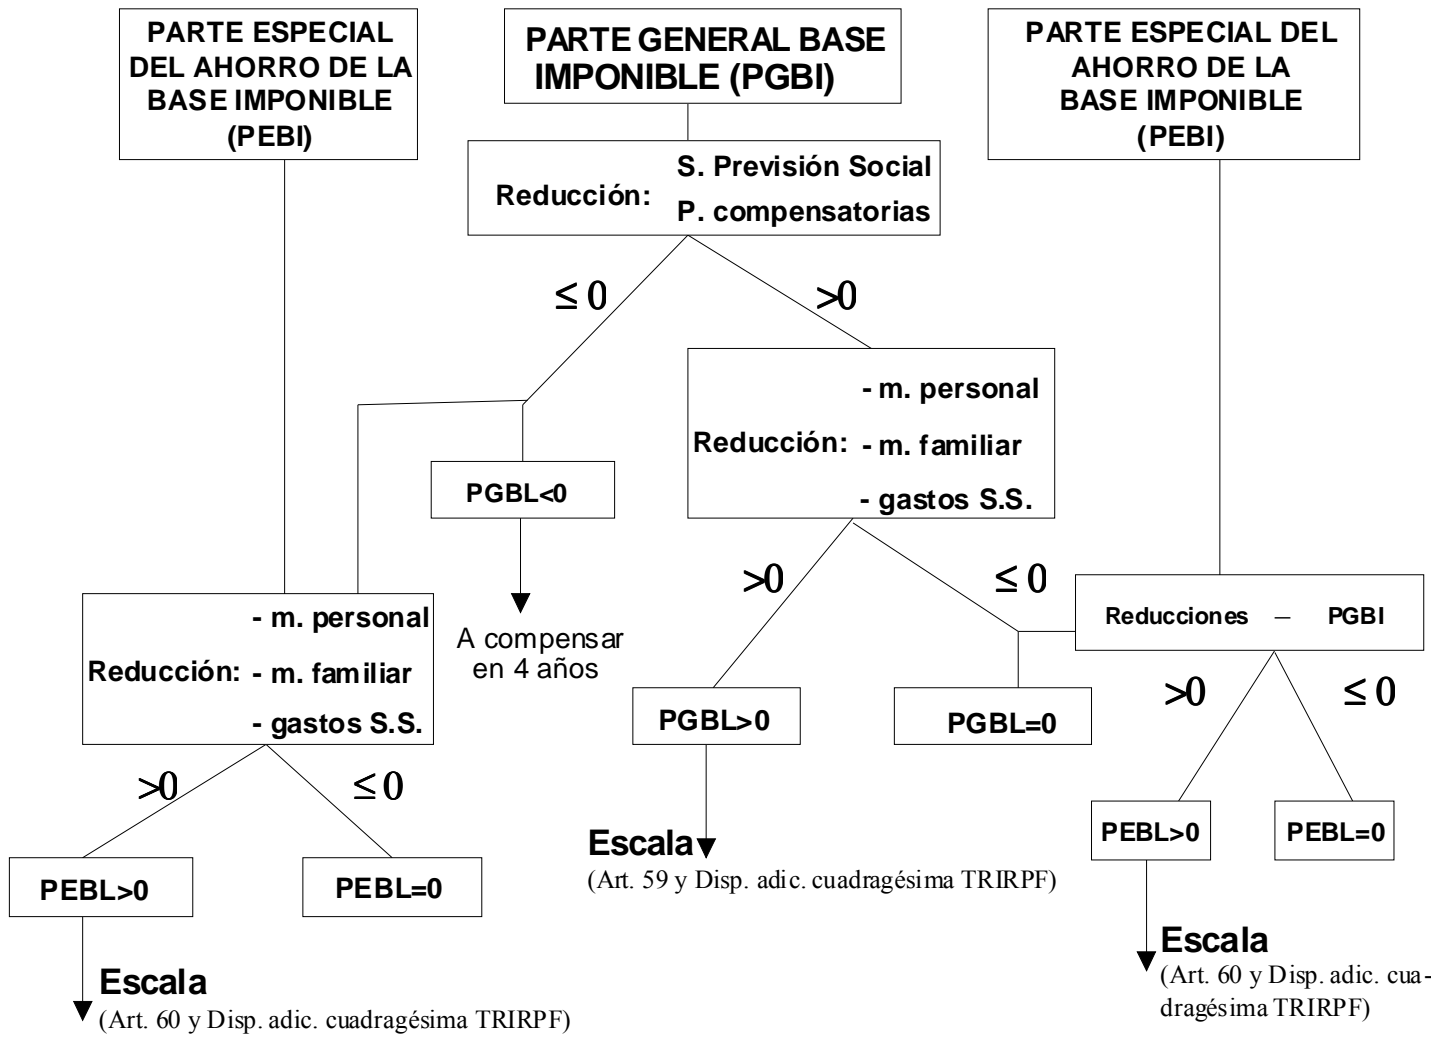 PARTE ESPECIAL
DEL AHORRO DE LA
BASE IMPONIBLE
(PEBI)
PARTE GENERAL BASE
IMPONIBLE (PGBI)
PARTE ESPECIAL DEL
AHORRO DE LA
BASE IMPONIBLE
(PEBI)
Reducción:
S. Previsión Social
P. compensatorias
≤ 0
>0
Reducción:
- m. personal
- m. familiar
- gastos S.S.
PGBL<0
A compensar
en 4 años
>0
≤ 0
Reducciones – PGBI
Reducción:
- m. personal
- m. familiar
- gastos S.S.
PGBL>0
PGBL=0
>0
≤ 0
>0
≤ 0
PEBL>0
PEBL=0
Escala
(Art. 59 y Disp. adic. cuadragésima TRIRPF)
PEBL>0
PEBL=0
Escala
(Art. 60 y Disp. adic. cuadragésima TRIRPF)
Escala
(Art. 60 y Disp. adic. cua-
dragésima TRIRPF)